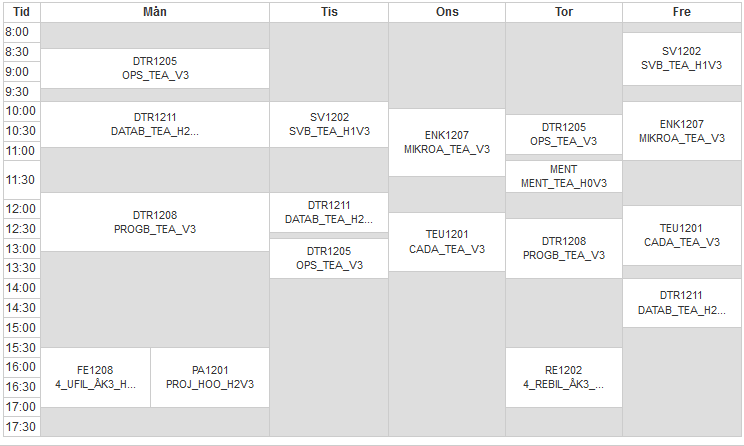 Tid
Mån
Tis
Ons
Tor
Fre
8:00
8:30
9:00
9:30
10:00
10:30
11:00
11:30
12:00
12:30
13:00
13:30
14:00
14:30
15:00
15:30
16:00
16:30
17:00
17:30
DTR1205
OPS_TEA_V3
DTR1211
DATAB_TEA_H2...
DTR1208
PROGB_TEA_V3
FE1208
4_UFIL_ÅK3_H...
PA1201
PROJ_HOO_H2V3
SV1202
SVB_TEA_H1V3
DTR1211
DATAB_TEA_H2...
DTR1205
OPS_TEA_V3
ENK1207
MIKROA_TEA_V3
TEU1201
CADA_TEA_V3
DTR1205
OPS_TEA_V3
MENT
MENT_TEA_H0V3
DTR1208
PROGB_TEA_V3
RE1202
4_REBIL_ÅK3_...
SV1202
SVB_TEA_H1V3
ENK1207
MIKROA_TEA_V3
TEU1201
CADA_TEA_V3
DTR1211
DATAB_TEA_H2...